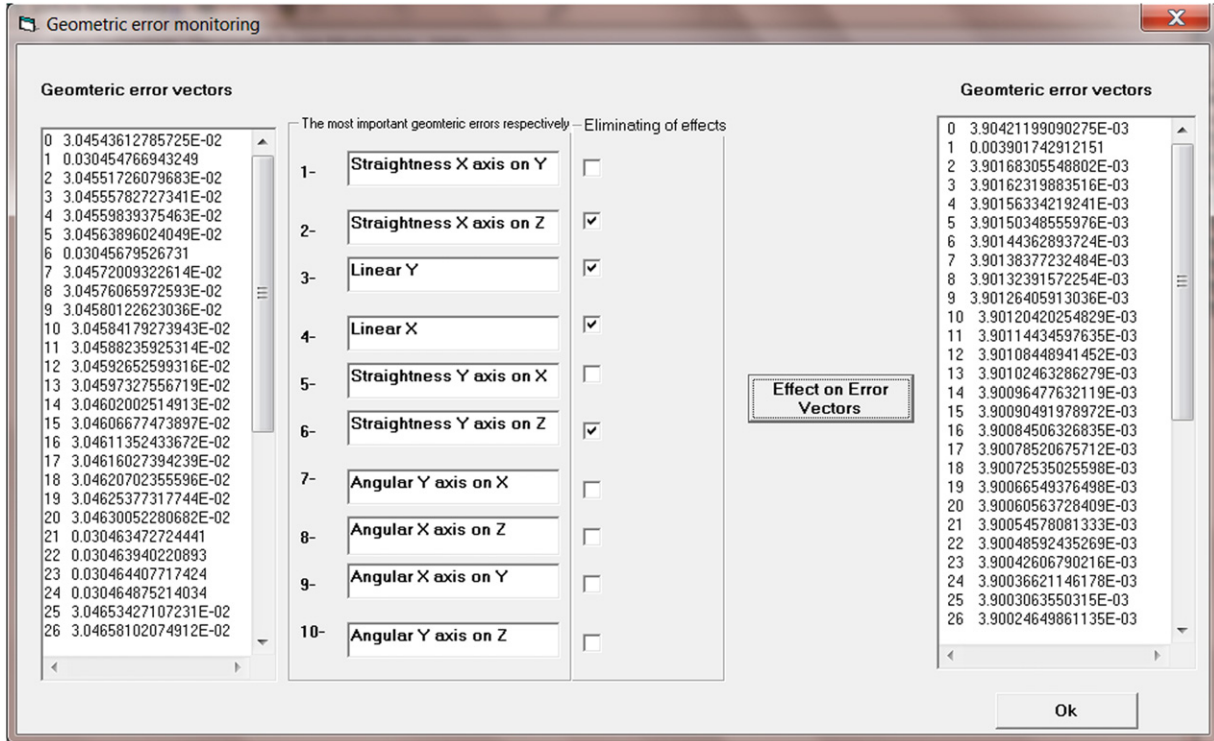 Geometric error monitoring
X
Geomteric error vectors
0 3.04543612785725E-02
1 0.030454766943249
2 3.04551726079683E-02
3 3.04555782727341E-02
4 3.04559839375463E-02
5 3.04563896024049E-02
6 0.03045679526731
7 3.04572009322614E-02
8 3.04576065972593E-02
9 3.04580122623036E-02
10 3.04584179273943E-02
11 3.04588235925314E-02
12 3.04592652599316E-02
13 3.04597327556719E-02
14 3.04602002514913E-02
15 3.04606677473897E-02
16 3.04611352433672E-02
17 3.04616027394239E-02
18 3.04620702355596E-02
19 3.04625377317744E-02
20 3.04630052280682E-02
21 0.030463472724441
22 0.030463940220893
23 0.030464407717424
24 0.030464875214034
25 3.04653427107231E-02
26 3.04658102074912E-02
The most important geomteric errors respectively
Eliminating of effects
1- Straightness X axis on Y
2- Straightness X axis on Z
3- Linear Y
4- Linear X
5- Straightness Y axis on X
6- Straightness Y axis on Z
7- Angular Y axis on X
8- Angular X axis on Z
9- Angular X axis on Y
10- Angular Y axis on Z
Effect on Error
Vectors
Geomteric error vectors
0 3.90421199090275E-03
1 0.003901742912151
2 3.90168305548802E-03
3 3.90162319883516E-03
4 3.90156334219241E-03
5 3.90150348555976E-03
6 3.90144362893724E-03
7 3.90138377232484E-03
8 3.90132391572254E-03
9 3.90126405913036E-03
10 3.90120420254829E-03
11 3.90114434597635E-03
12 3.90108448941452E-03
13 3.90102463286279E-03
14 3.90096477632119E-03
15 3.90090491978972E-03
16 3.90084506326835E-03
17 3.90078520675712E-03
18 3.90072535025598E-03
19 3.90066549376498E-03
20 3.90060563728409E-03
21 3.90054578081333E-03
22 3.90048592435269E-03
23 3.90042606790216E-03
24 3.90036621146178E-03
25 3.9003063550315E-03
26 3.90024649861135E-03
Ok